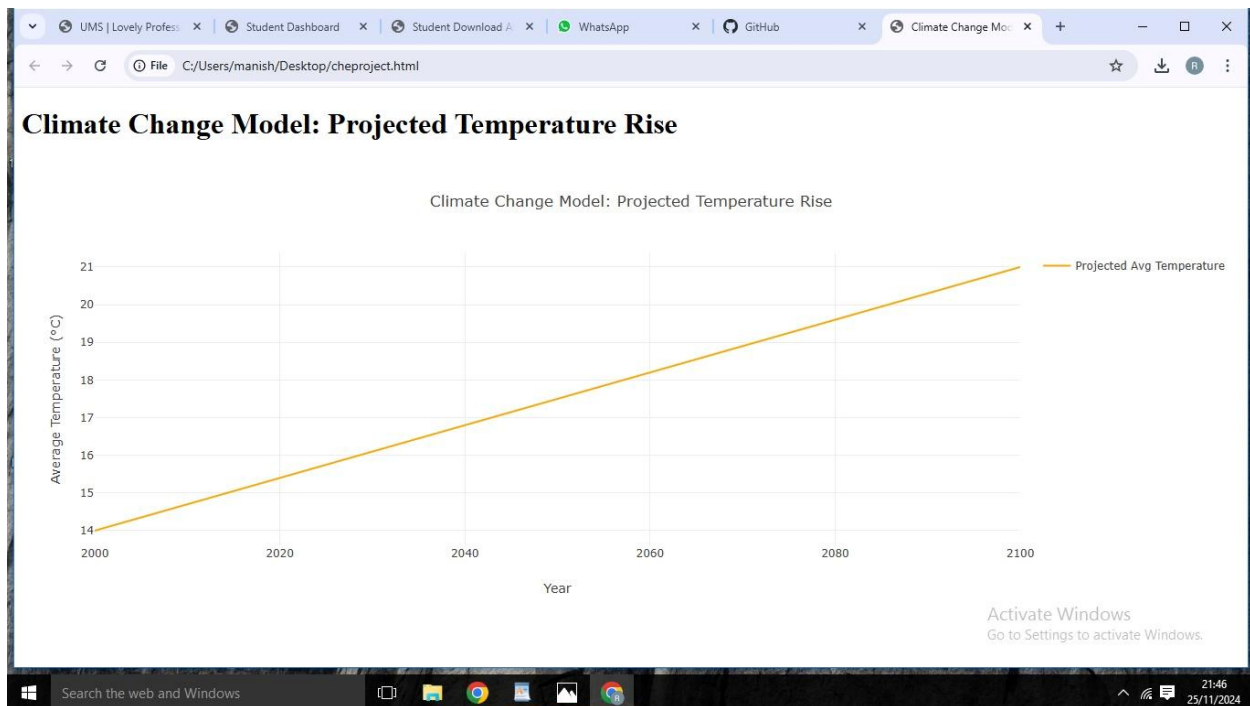 UMS | Lovely Profess
Student Dashboard
Student Download A
WhatsApp
GitHub
Climate Change Mod
File C:/Users/manish/Desktop/cheproject.html
R
Climate Change Model: Projected Temperature Rise
Climate Change Model: Projected Temperature Rise
21
20
19
18
17
16
15
14
Average Temperature (°C)
Projected Avg Temperature
2000 2020 2040 2060 2080 2100
Year
Activate Windows
Go to Settings to activate Windows.
Search the web and Windows
21:46
25/11/2024